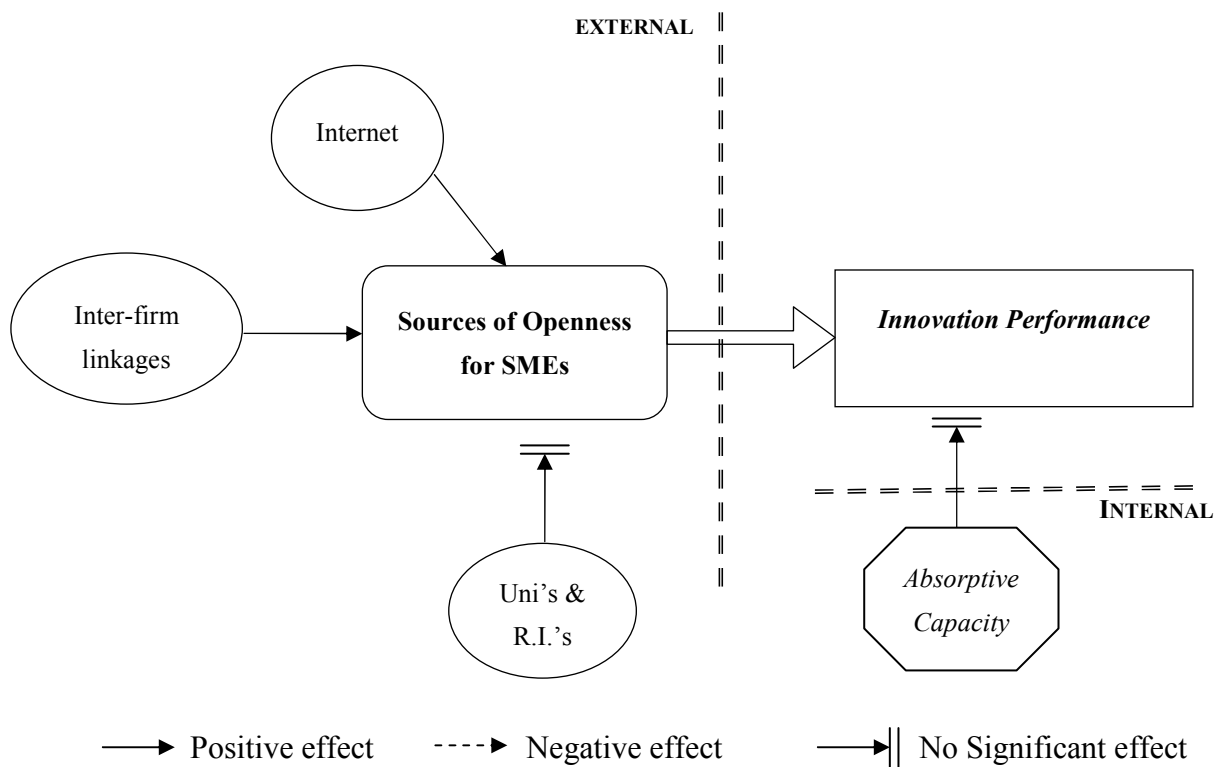 EXTERNAL
Internet
Inter-firm
linkages
Sources of Openness
for SMEs
Innovation Performance
INTERNAL
Uni's &
R.I.'s
Absorptive
Capacity
Positive effect
Negative effect
No Significant effect